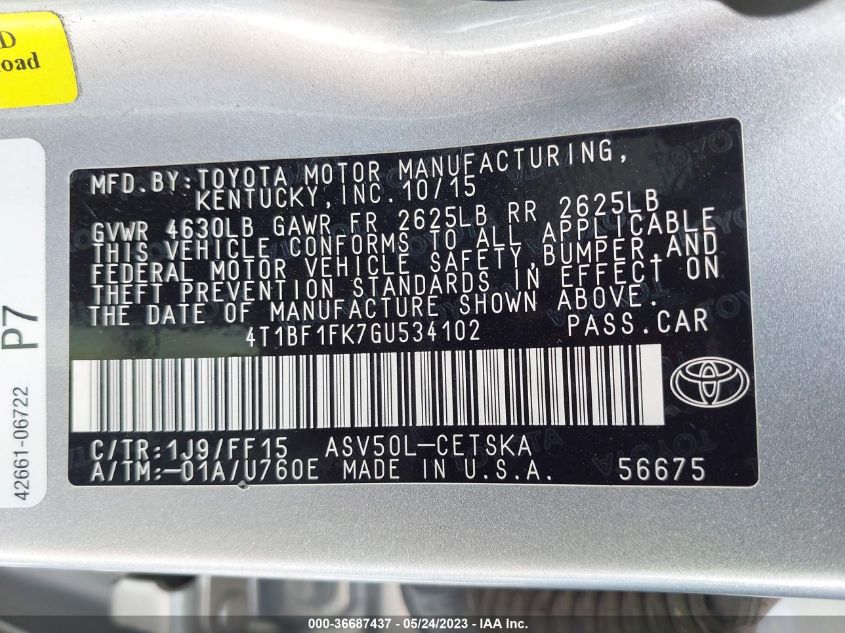 D
oad
MFD.BY:TOYOTA MOTOR MANUFACTURING,
KENTUCKY, INC. 10/15
GVWR 4630LB GAWR FR 2625LB RR 2625LB
THIS VEHICLE CONFORMS TO ALL APPLICABLE
FEDERAL MOTOR VEHICLE SAFETY, BUMPER, AND
THEFT PREVENTION STANDARDS IN EFFECT ON
THE DATE OF MANUFACTURE SHOWN ABOVE.
4T1BF1FK7GU534102 PASS.CAR
C/TR:1J9/FF15 ASV50L-CETSKA
A/TM:-01A/U760E MADE IN U.S.A. 56675
P7
42661-06722
000-36687437 - 05/24/2023 - IAA Inc.